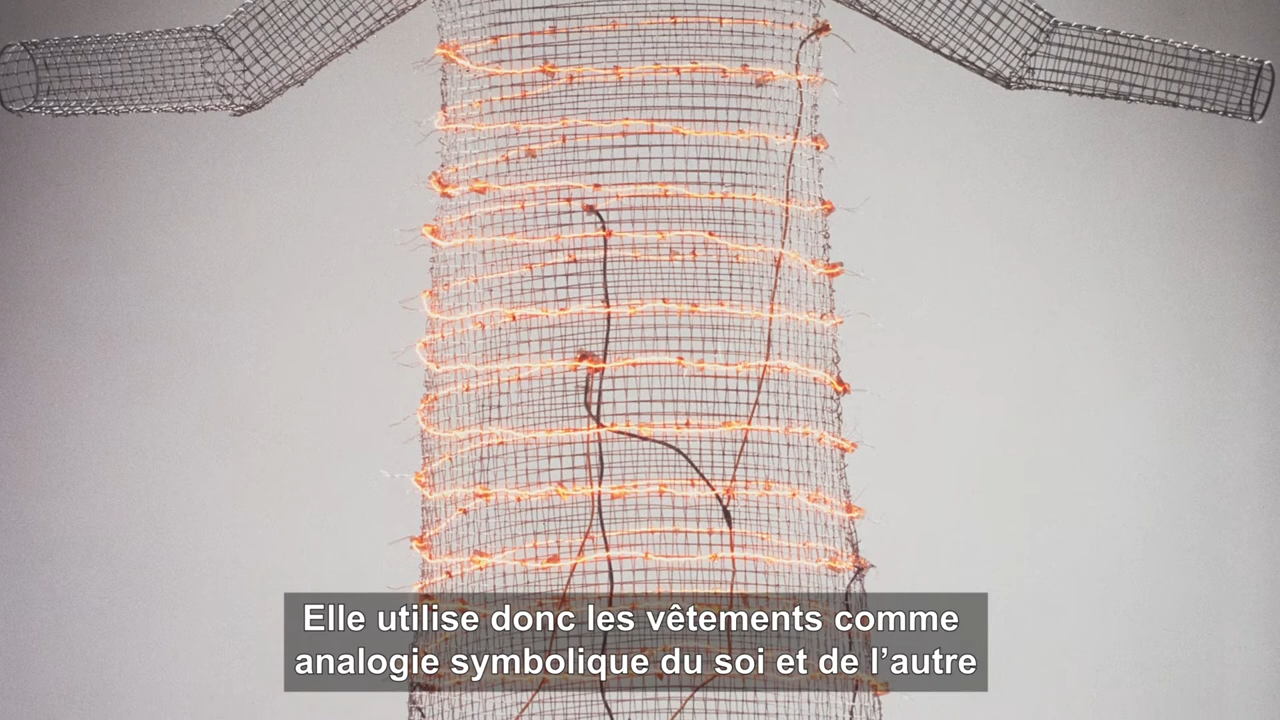 Elle utilise donc les vêtements comme
analogie symbolique du soi et de l’autre